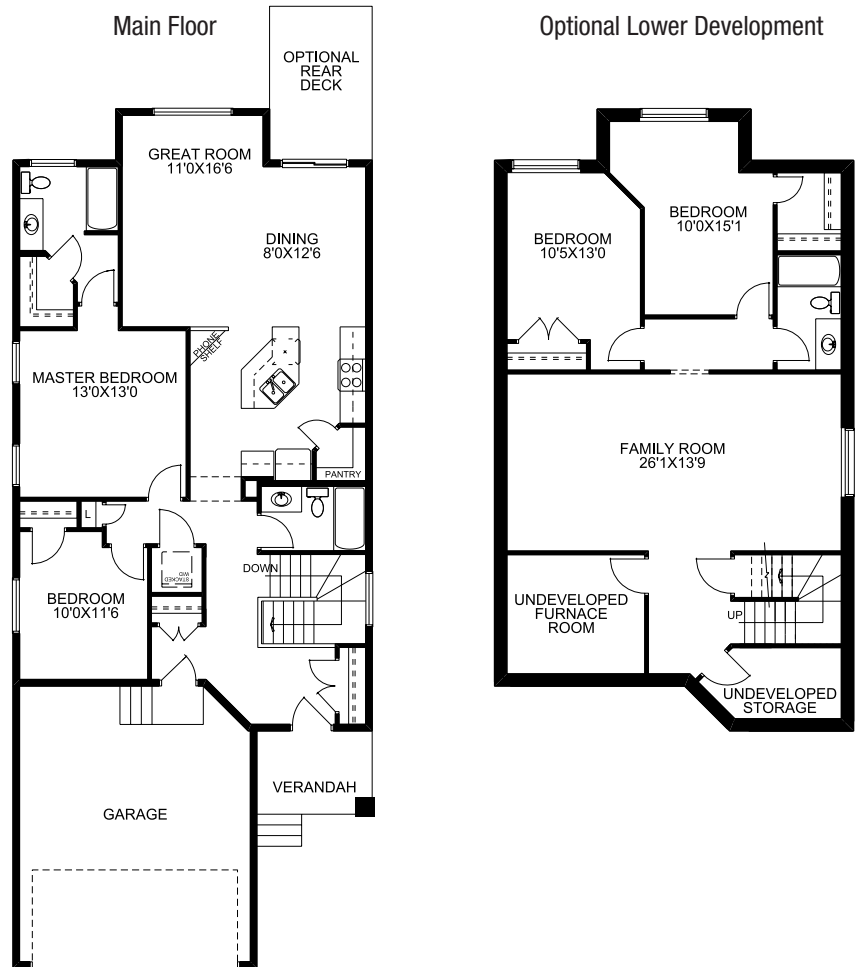 Main Floor
OPTIONAL
REAR
DECK
GREAT ROOM
11'0X16'6
DINING
8'0X12'6
PHONE
SHELF
MASTER BEDROOM
13'0X13'0
PANTRY
L
DOWN
STACKED
W/D
BEDROOM
10'0X11'6
VERANDAH
GARAGE
Optional Lower Development
BEDROOM
10'0X15'1
BEDROOM
10'5X13'0
FAMILY ROOM
26'1X13'9
UNDEVELOPED
FURNACE
ROOM
UP
UNDEVELOPED
STORAGE